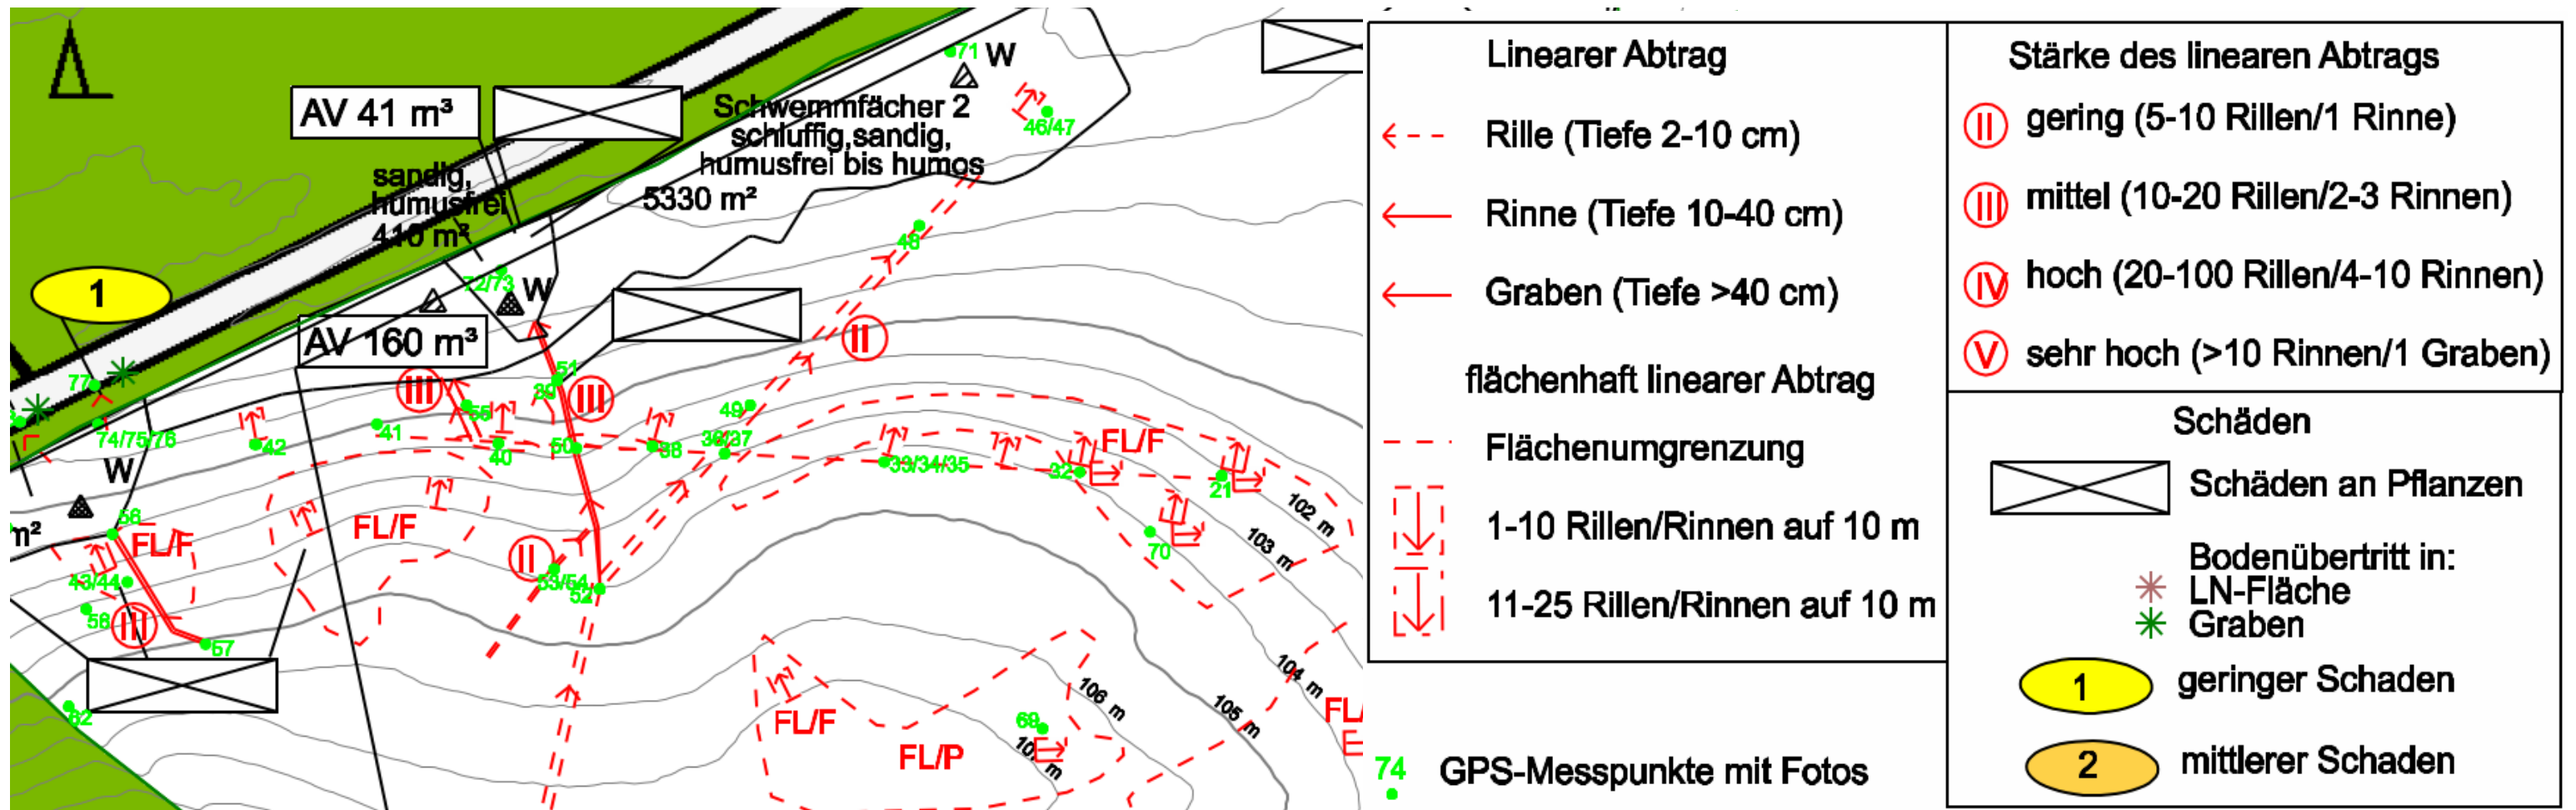 71 W
AV 41 m³
Schwemmfächer 2
schluffig,sandig,
humusfrei bis humos
5330 m²
46/47
sandig,
humusfrei
410 m²
48
1
72/73 W
AV 160 m³
II
77
III
51
39
III
55
49
74/75/76
42
41
40
50
38
36/37
33/34/35
32
FL/F
21
W
102 m
103 m
m²
56
FL/F
FL/F
II
53/54
52
70
43/44
58
III
57
104 m
105 m
106 m
62
FL/F
FL/P
69
Linearer Abtrag
Rille (Tiefe 2-10 cm)
Rinne (Tiefe 10-40 cm)
Graben (Tiefe >40 cm)
flächenhaft linearer Abtrag
Flächenumgrenzung
1-10 Rillen/Rinnen auf 10 m
11-25 Rillen/Rinnen auf 10 m
74 GPS-Messpunkte mit Fotos
Stärke des linearen Abtrags
II gering (5-10 Rillen/1 Rinne)
III mittel (10-20 Rillen/2-3 Rinnen)
IV hoch (20-100 Rillen/4-10 Rinnen)
V sehr hoch (>10 Rinnen/1 Graben)
Schäden
Schäden an Pflanzen
Bodenübertritt in:
LN-Fläche
Graben
1 geringer Schaden
2 mittlerer Schaden